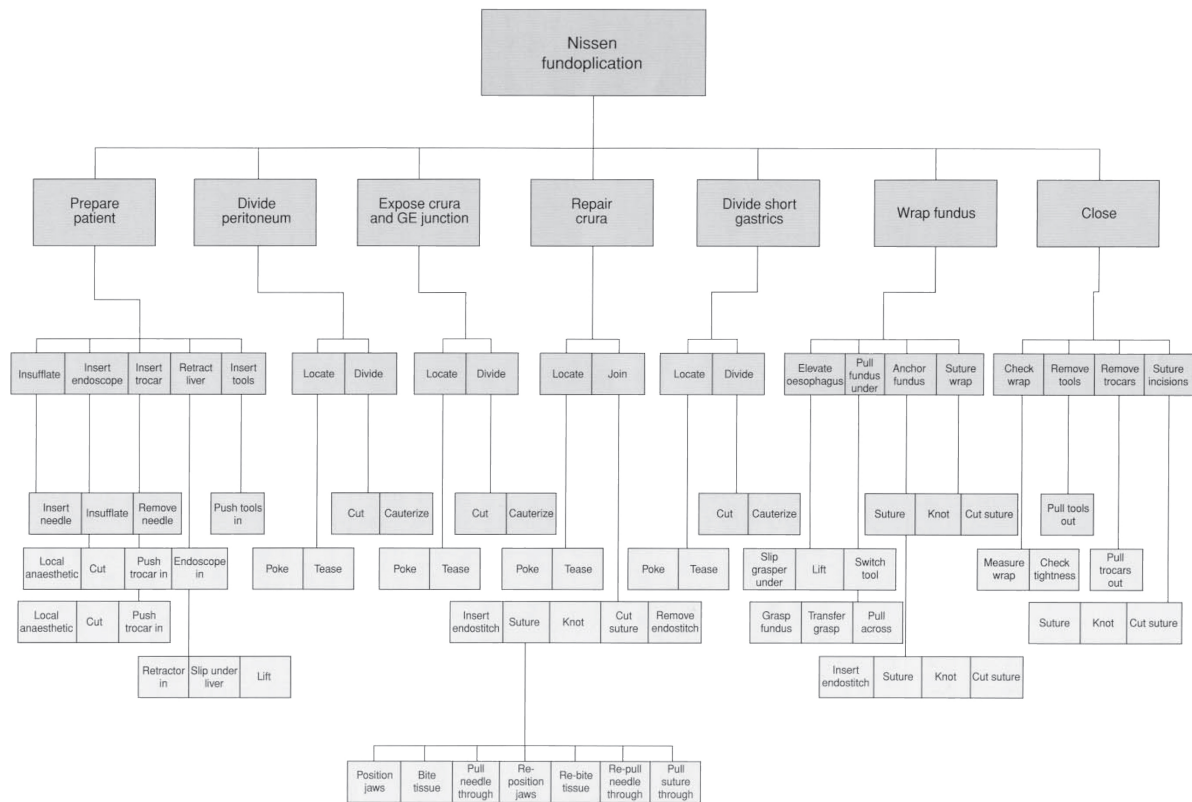 Nissen
fundoplication
Prepare
patient
Divide
peritoneum
Expose crura
and GE junction
Repair
crura
Divide short
gastrics
Wrap fundus
Close
Insufflate
Insert
endoscope
Insert
trocar
Retract
liver
Insert
tools
Locate
Divide
Locate
Divide
Locate
Join
Locate
Divide
Elevate
oesophagus
Pull
fundus
under
Anchor
fundus
Suture
wrap
Check
wrap
Remove
tools
Remove
trocars
Suture
incisions
Insert
needle
Insufflate
Remove
needle
Push tools
in
Cut
Cauterize
Cut
Cauterize
Cut
Cauterize
Suture
Knot
Cut suture
Pull tools
out
Local
anaesthetic
Cut
Push
trocar in
Endoscope
in
Poke
Tease
Poke
Tease
Poke
Tease
Poke
Tease
Slip
grasper
under
Lift
Switch
tool
Measure
wrap
Check
tightness
Pull
trocars
out
Local
anaesthetic
Cut
Push
trocar in
Insert
endostitch
Suture
Knot
Cut
suture
Remove
endostitch
Grasp
fundus
Transfer
grasp
Pull
across
Suture
Knot
Cut suture
Retractor
in
Slip under
liver
Lift
Insert
endostitch
Suture
Knot
Cut suture
Position
jaws
Bite
tissue
Pull
needle
through
Re-
position
jaws
Re-bite
tissue
Re-pull
needle
through
Pull
suture
through